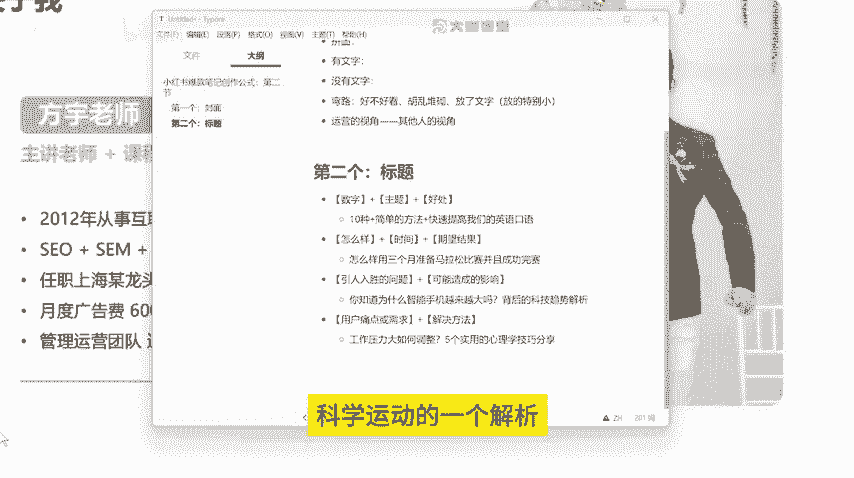 Untitled - Typora
文件(F) 编辑(E) 段落(P) 格式(O) 视图(V) 主题(T) 帮助(H)
文件 大纲
小红书爆款笔记创作公式：第二节
第一个：封面
第二个：标题
拼图：
有文字：
没有文字：
弯路：好不好看、胡乱堆砌、放了文字（放的特别小）
运营的视角------其他人的视角
第二个：标题
【数字】+【主题】+【好处】
10种+简单的方法+快速提高我们的英语口语
【怎么样】+【时间】+【期望结果】
怎么样用三个月准备马拉松比赛并且成功完赛
【引人入胜的问题】+【可能造成的影响】
你知道为什么智能手机越来越大吗？背后的科技趋势解析
【用户痛点或需求】+【解决方法】
工作压力大如何调整？5个实用的心理学技巧分享
ZH 201 词
方宇老师
主讲老师 + 课程
2012年从事互联
SEO + SEM +
任职上海某龙头
月度广告费 600
管理运营团队
科学运动的一个解析